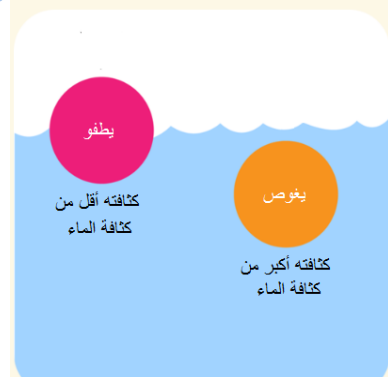 يطفو
كثافته أقل من
كثافة الماء
يغوص
كثافته أكبر من
كثافة الماء